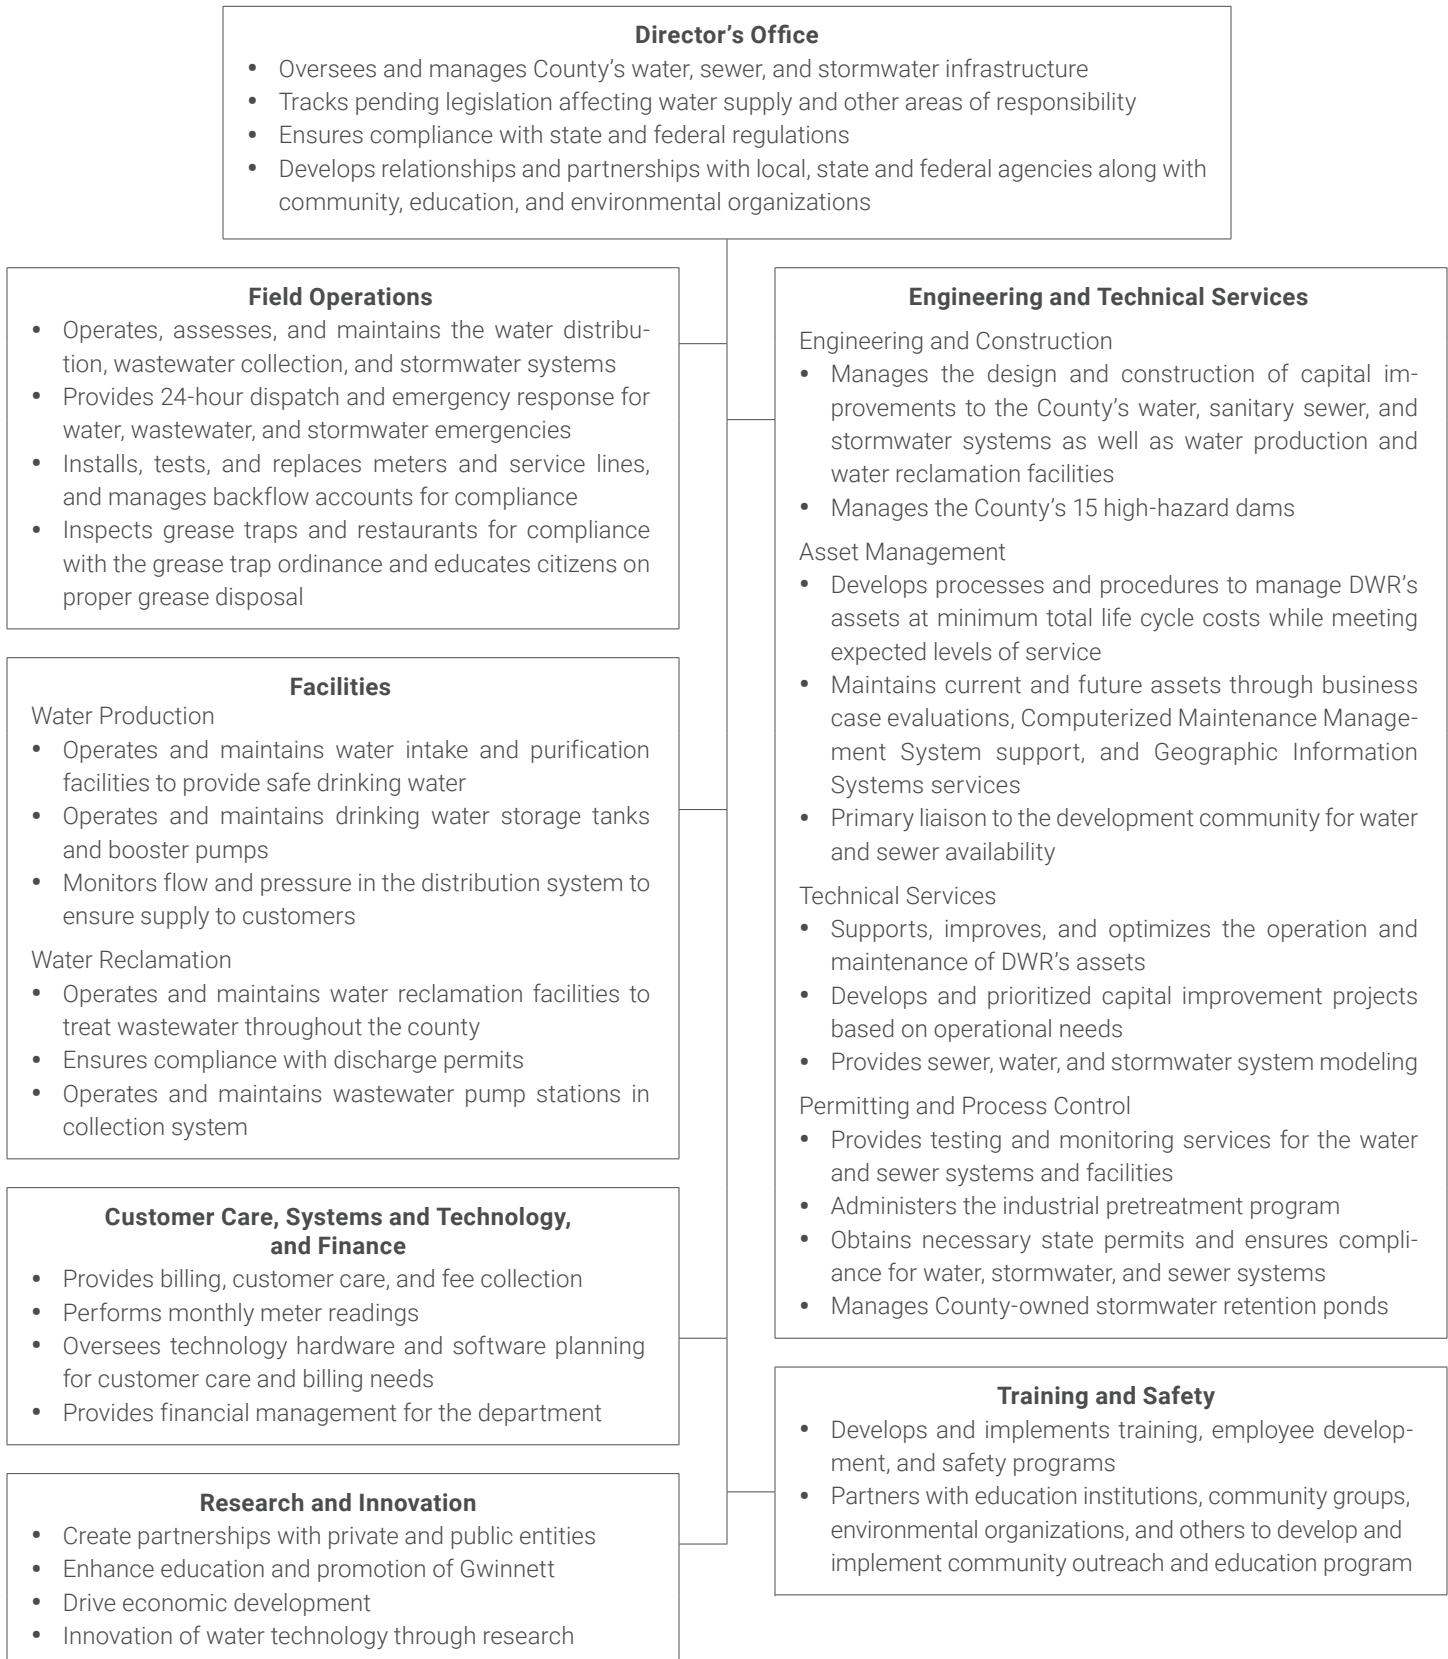 Director’s Office
• Oversees and manages County’s water, sewer, and stormwater infrastructure
• Tracks pending legislation affecting water supply and other areas of responsibility
• Ensures compliance with state and federal regulations
• Develops relationships and partnerships with local, state and federal agencies along with
community, education, and environmental organizations
Field Operations
• Operates, assesses, and maintains the water distribu-
tion, wastewater collection, and stormwater systems
• Provides 24-hour dispatch and emergency response for
water, wastewater, and stormwater emergencies
• Installs, tests, and replaces meters and service lines,
and manages backflow accounts for compliance
• Inspects grease traps and restaurants for compliance
with the grease trap ordinance and educates citizens on
proper grease disposal
Facilities
Water Production
• Operates and maintains water intake and purification
facilities to provide safe drinking water
• Operates and maintains drinking water storage tanks
and booster pumps
• Monitors flow and pressure in the distribution system to
ensure supply to customers
Water Reclamation
• Operates and maintains water reclamation facilities to
treat wastewater throughout the county
• Ensures compliance with discharge permits
• Operates and maintains wastewater pump stations in
collection system
Customer Care, Systems and Technology,
and Finance
• Provides billing, customer care, and fee collection
• Performs monthly meter readings
• Oversees technology hardware and software planning
for customer care and billing needs
• Provides financial management for the department
Research and Innovation
• Create partnerships with private and public entities
• Enhance education and promotion of Gwinnett
• Drive economic development
• Innovation of water technology through research
Engineering and Technical Services
Engineering and Construction
• Manages the design and construction of capital im-
provements to the County’s water, sanitary sewer, and
stormwater systems as well as water production and
water reclamation facilities
• Manages the County’s 15 high-hazard dams
Asset Management
• Develops processes and procedures to manage DWR’s
assets at minimum total life cycle costs while meeting
expected levels of service
• Maintains current and future assets through business
case evaluations, Computerized Maintenance Manage-
ment System support, and Geographic Information
Systems services
• Primary liaison to the development community for water
and sewer availability
Technical Services
• Supports, improves, and optimizes the operation and
maintenance of DWR’s assets
• Develops and prioritized capital improvement projects
based on operational needs
• Provides sewer, water, and stormwater system modeling
Permitting and Process Control
• Provides testing and monitoring services for the water
and sewer systems and facilities
• Administers the industrial pretreatment program
• Obtains necessary state permits and ensures compli-
ance for water, stormwater, and sewer systems
• Manages County-owned stormwater retention ponds
Training and Safety
• Develops and implements training, employee develop-
ment, and safety programs
• Partners with education institutions, community groups,
environmental organizations, and others to develop and
implement community outreach and education program